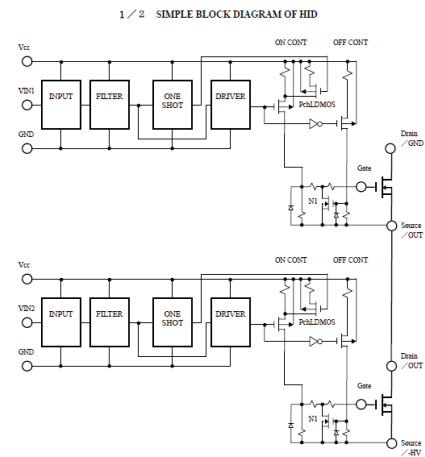 1／2 SIMPLE BLOCK DIAGRAM OF HID
ON CONT OFF CONT
Vcc
VIN1 INPUT FILTER ONE SHOT DRIVER
PchLDMOS
GND
Drain
／GND
Gate
N1
Source
／OUT
ON CONT OFF CONT
Vcc
VIN2 INPUT FILTER ONE SHOT DRIVER
PchLDMOS
GND
Drain
／OUT
Gate
N1
Source
／-HV